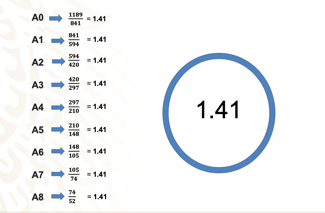 A0 1189/841 = 1.41
A1 841/594 = 1.41
A2 594/420 = 1.41
A3 420/297 = 1.41
A4 297/210 = 1.41
A5 210/148 = 1.41
A6 148/105 = 1.41
A7 105/74 = 1.41
A8 74/52 = 1.41
1.41